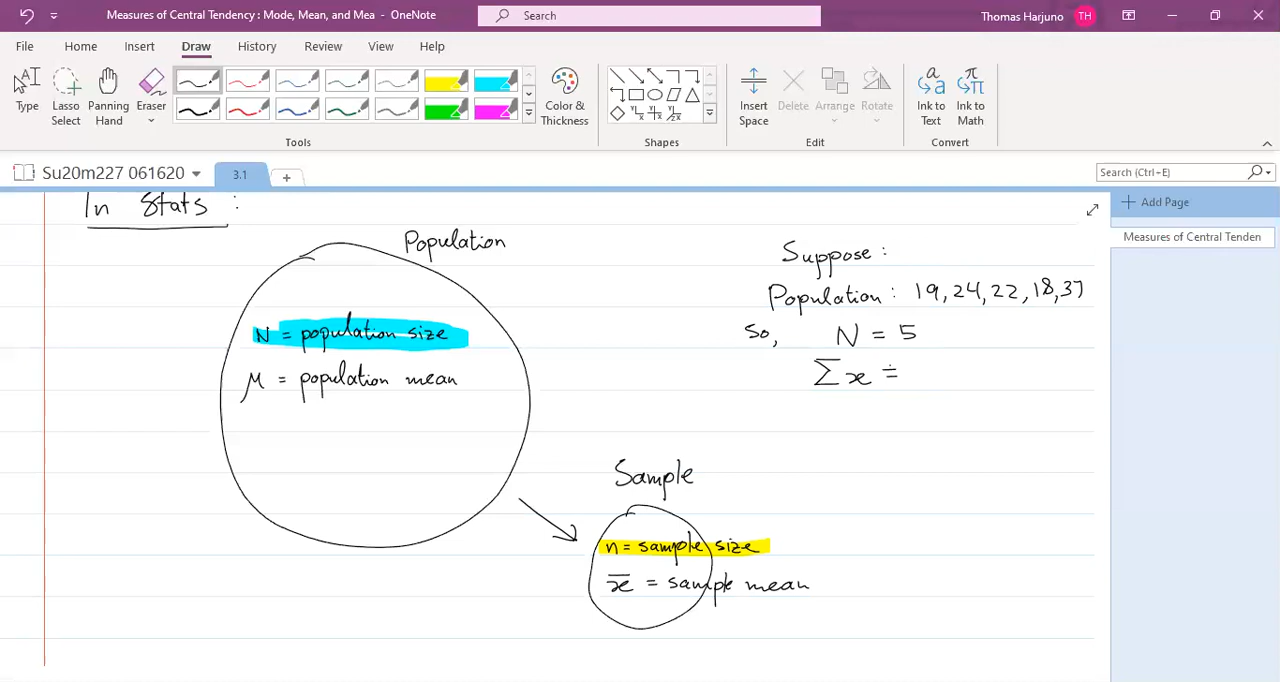 Measures of Central Tendency : Mode, Mean, and Mea - OneNote
Search
Thomas Harjuno TH
File Home Insert Draw History Review View Help
Type
Lasso Select
Panning Hand
Eraser
Color & Thickness
Insert Space
Delete
Arrange
Rotate
Ink to Text
Ink to Math
Tools
Shapes
Edit
Convert
Su20m227 061620
3.1
Search (Ctrl+E)
Add Page
Measures of Central Tenden
In Stats :
Population
N = population size
μ = population mean
Suppose :
Population : 19, 24, 22, 18, 37
So, N = 5
Σx =
Sample
n = sample size
x̄ = sample mean